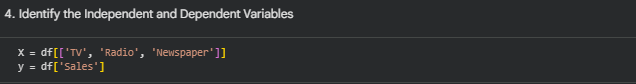 4. Identify the Independent and Dependent Variables
X = df[['TV', 'Radio', 'Newspaper']]
y = df['Sales']